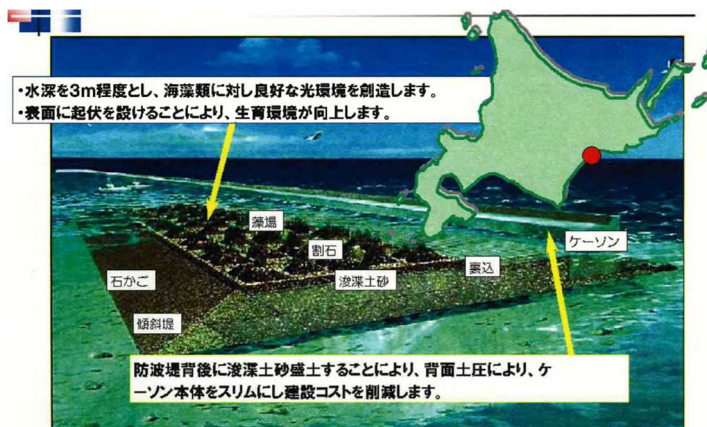 ・水深を3m程度とし、海藻類に対し良好な光環境を創造します。
・表面に起伏を設けることにより、生育環境が向上します。
藻場
割石
ケーソン
石かご
浚渫土砂
裏込
傾斜堤
防波堤背後に浚渫土砂盛土することにより、背面土圧により、ケ
ーソン本体をスリムにし建設コストを削減します。